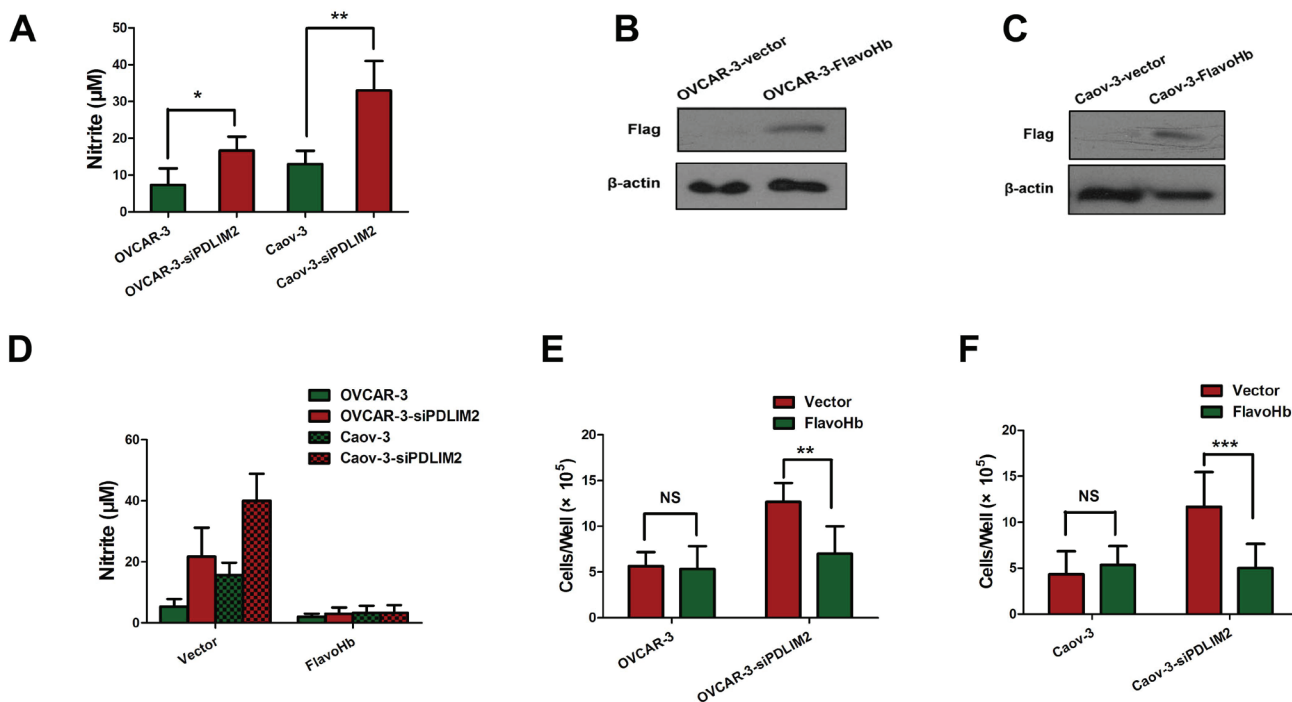 A
Nitrite (μM)
50
40
30
20
10
0
*
**
OVCAR-3
OVCAR-3-siPDLIM2
Caov-3
Caov-3-siPDLIM2
B
OVCAR-3-vector
OVCAR-3-FlavoHb
Flag
β-actin
C
Caov-3-vector
Caov-3-FlavoHb
Flag
β-actin
D
OVCAR-3
OVCAR-3-siPDLIM2
Caov-3
Caov-3-siPDLIM2
Nitrite (μM)
60
40
20
0
Vector
FlavoHb
E
Vector
FlavoHb
Cells/Well (× 10⁵)
20
15
10
5
0
NS
**
OVCAR-3
OVCAR-3-siPDLIM2
F
Vector
FlavoHb
Cells/Well (× 10⁵)
20
15
10
5
0
NS
***
Caov-3
Caov-3-siPDLIM2